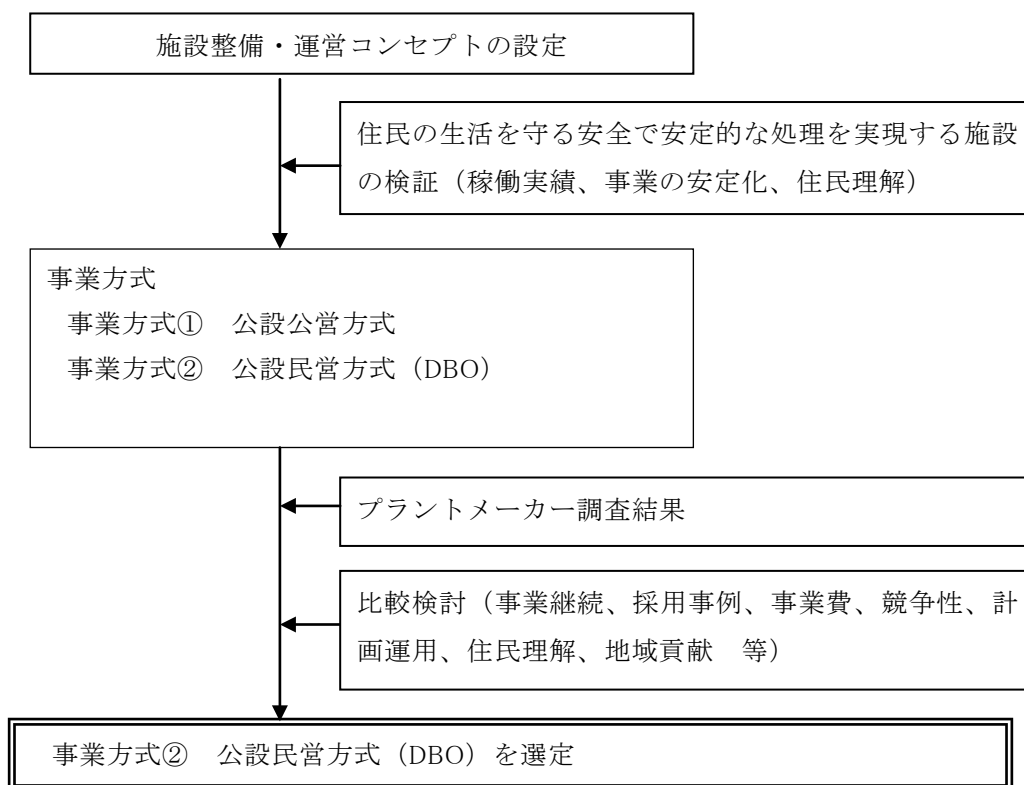 施設整備・運営コンセプトの設定
住民の生活を守る安全で安定的な処理を実現する施設
の検証（稼働実績、事業の安定化、住民理解）
事業方式
事業方式①　公設公営方式
事業方式②　公設民営方式（DBO）
プラントメーカー調査結果
比較検討（事業継続、採用事例、事業費、競争性、計
画運用、住民理解、地域貢献　等）
事業方式②　公設民営方式（DBO）を選定